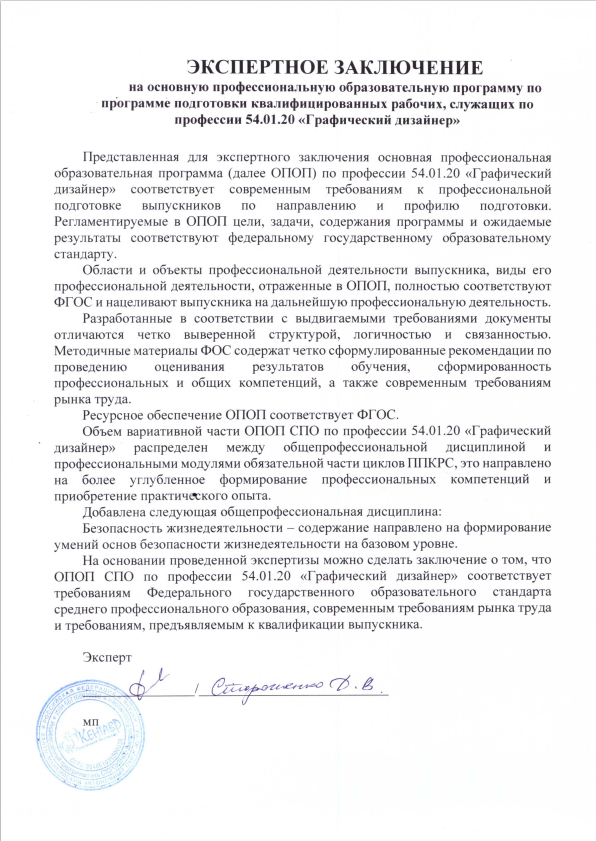 ЭКСПЕРТНОЕ ЗАКЛЮЧЕНИЕ
на основную профессиональную образовательную программу по
программе подготовки квалифицированных рабочих, служащих по
профессии 54.01.20 «Графический дизайнер»
Представленная для экспертного заключения основная профессиональная
образовательная программа (далее ОПОП) по профессии 54.01.20 «Графический
дизайнер» соответствует современным требованиям к профессиональной
подготовке выпускников по направлению и профилю подготовки.
Регламентируемые в ОПОП цели, задачи, содержания программы и ожидаемые
результаты соответствуют федеральному государственному образовательному
стандарту.
Области и объекты профессиональной деятельности выпускника, виды его
профессиональной деятельности, отраженные в ОПОП, полностью соответствуют
ФГОС и нацеливают выпускника на дальнейшую профессиональную деятельность.
Разработанные в соответствии с выдвигаемыми требованиями документы
отличаются четко выверенной структурой, логичностью и связанностью.
Методичные материалы ФОС содержат четко сформулированные рекомендации по
проведению оценивания результатов обучения, сформированность
профессиональных и общих компетенций, а также современным требованиям
рынка труда.
Ресурсное обеспечение ОПОП соответствует ФГОС.
Объем вариативной части ОПОП СПО по профессии 54.01.20 «Графический
дизайнер» распределен между общепрофессиональной дисциплиной и
профессиональными модулями обязательной части циклов ППКРС, это направлено
на более углубленное формирование профессиональных компетенций и
приобретение практического опыта.
Добавлена следующая общепрофессиональная дисциплина:
Безопасность жизнедеятельности – содержание направлено на формирование
умений основ безопасности жизнедеятельности на базовом уровне.
На основании проведенной экспертизы можно сделать заключение о том, что
ОПОП СПО по профессии 54.01.20 «Графический дизайнер» соответствует
требованиям Федерального государственного образовательного стандарта
среднего профессионального образования, современным требованиям рынка труда
и требованиям, предъявляемым к квалификации выпускника.
Эксперт
/ Стероженко Д.В.
МП